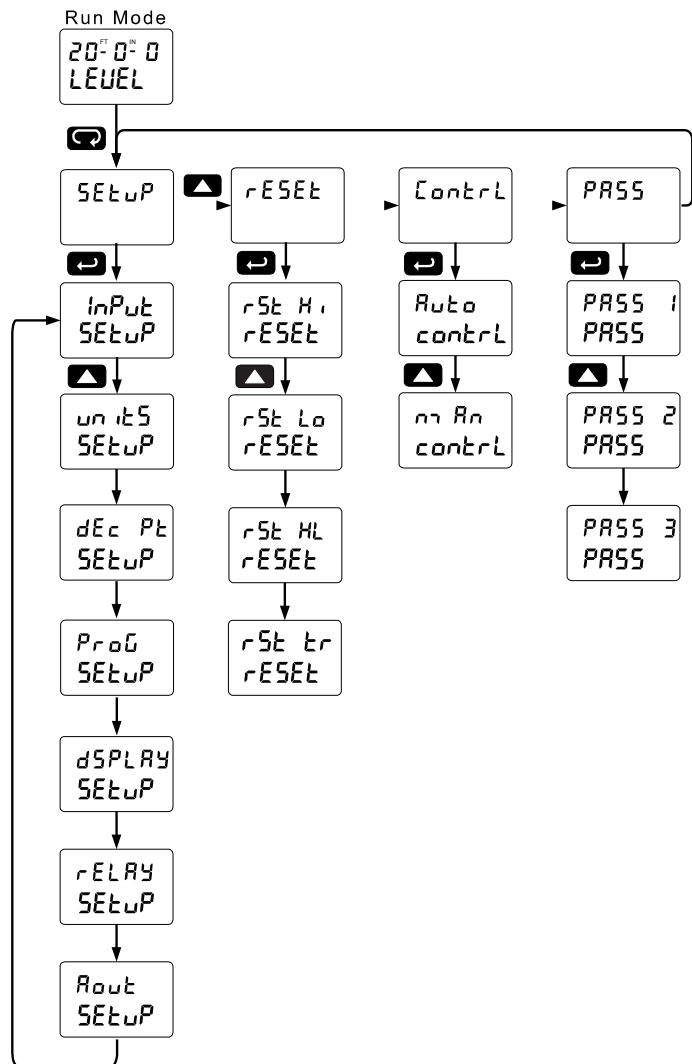 Run Mode
20 FT- 0 IN- 0
LEVEL
SEtuP
rESEt
ContrL
PASS
InPut
SEtuP
rSt Hi
rESEt
Auto
contrL
PASS 1
PASS
unitS
SEtuP
rSt Lo
rESEt
mAn
contrL
PASS 2
PASS
dEc Pt
SEtuP
rSt HL
rESEt
PASS 3
PASS
ProG
SEtuP
rSt tr
rESEt
dSPLAY
SEtuP
rELAY
SEtuP
Aout
SEtuP